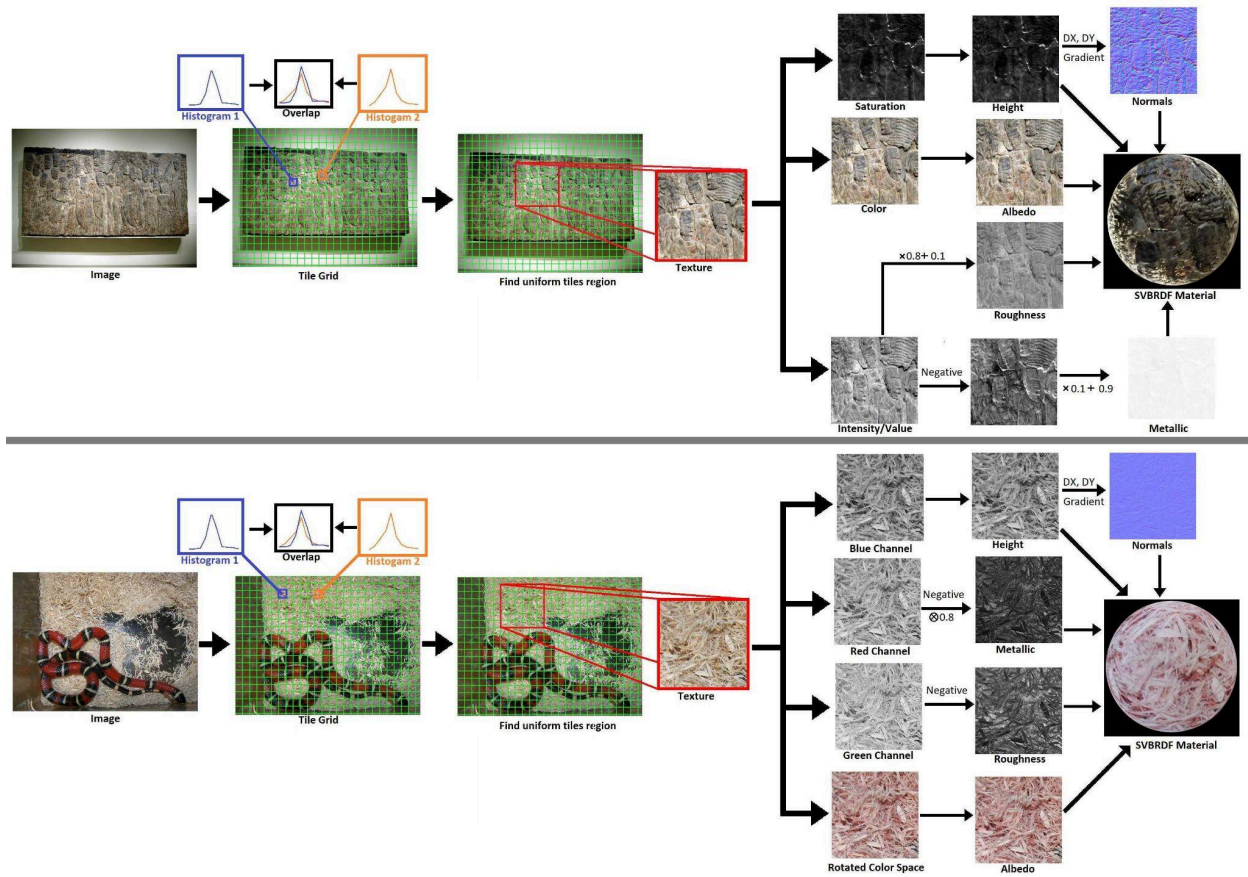 Histogram 1
Overlap
Histogam 2
Image
Tile Grid
Find uniform tiles region
Texture
Saturation
Height
DX, DY
Gradient
Normals
Color
Albedo
×0.8+ 0.1
Roughness
SVBRDF Material
Intensity/Value
Negative
×0.1+ 0.9
Metallic
Histogram 1
Overlap
Histogam 2
Image
Tile Grid
Find uniform tiles region
Texture
Blue Channel
Height
DX, DY
Gradient
Normals
Red Channel
Negative
⊗0.8
Metallic
Green Channel
Negative
Roughness
SVBRDF Material
Rotated Color Space
Albedo